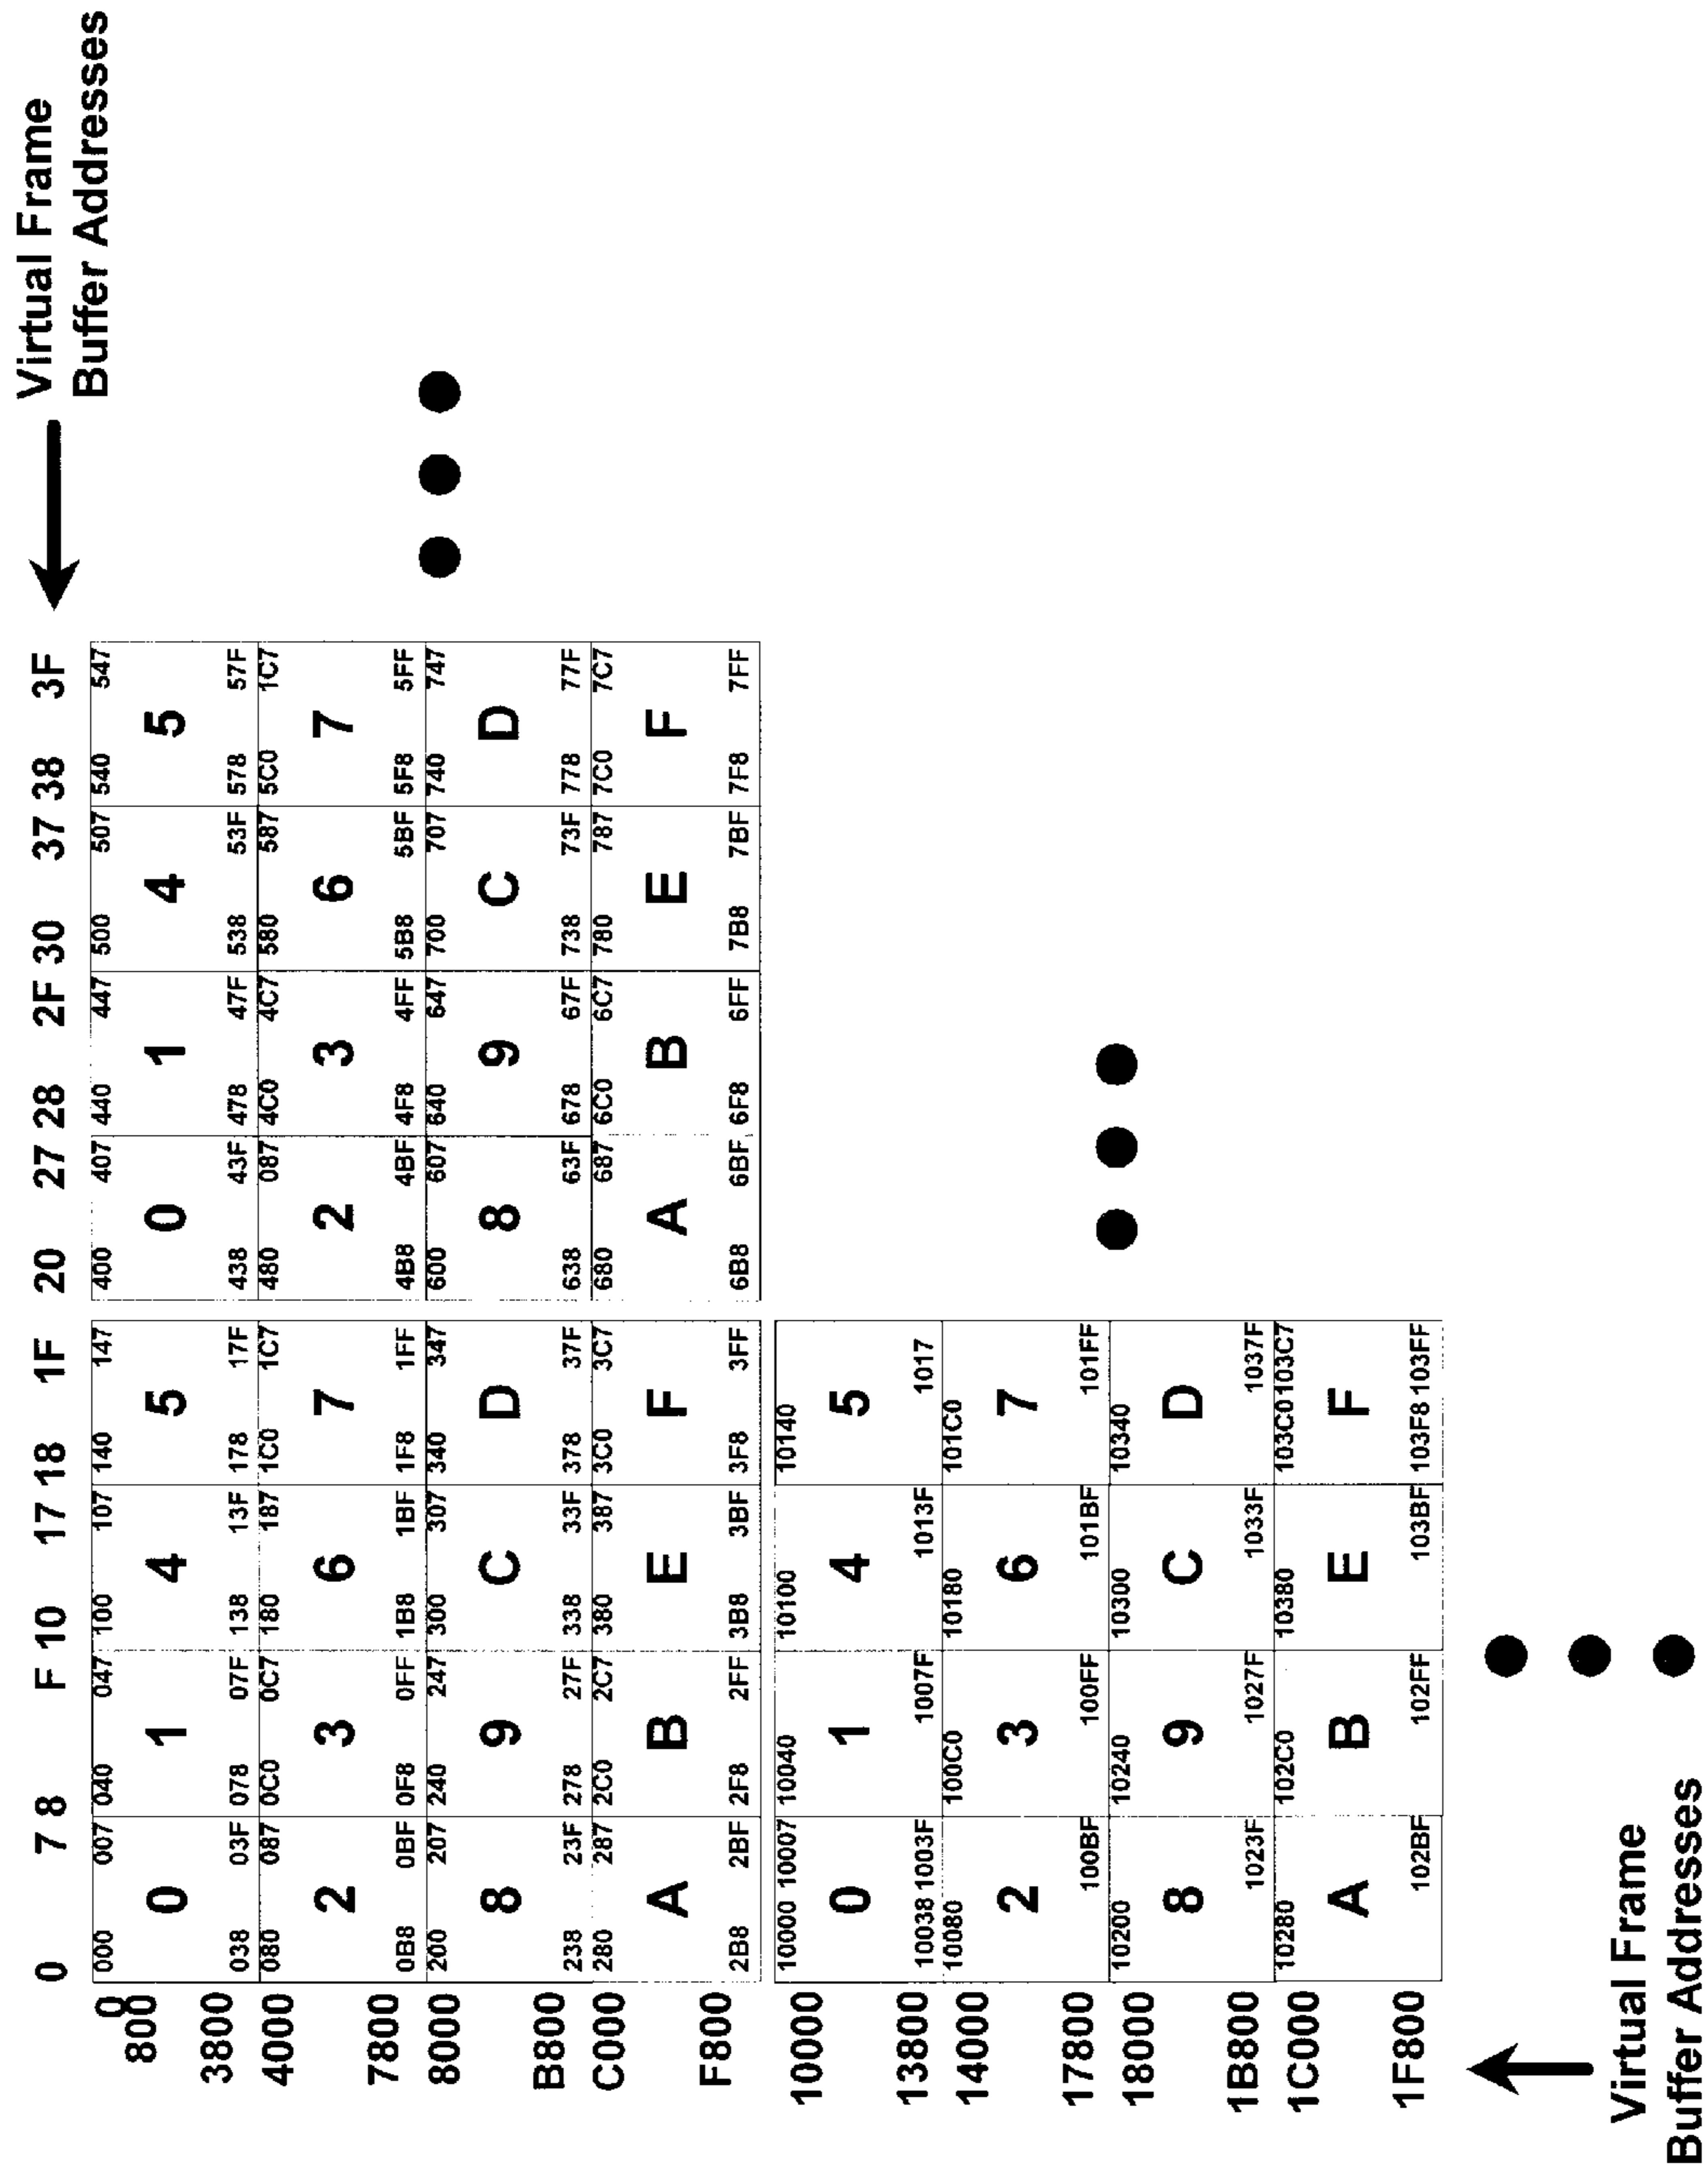 Virtual Frame
Buffer Addresses
0 7 8 F 10 17 18 1F 20 27 28 2F 30 37 38 3F
0 000 007 040 047 100 107 140 147 400 407 440 447 500 507 540 547
800 0 1 4 5 0 1 4 5
3800 038 03F 078 07F 138 13F 178 17F 438 43F 478 47F 538 53F 578 57F
4000 080 087 0C0 0C7 180 187 1C0 1C7 480 087 4C0 4C7 580 587 5C0 1C7
2 3 6 7 2 3 6 7
7800 0B8 0BF 0F8 0FF 1B8 1BF 1F8 1FF 4B8 4BF 4F8 4FF 5B8 5BF 5F8 5FF
8000 200 207 240 247 300 307 340 347 600 607 640 647 700 707 740 747
8 9 C D 8 9 C D
B800 238 23F 278 27F 338 33F 378 37F 638 63F 678 67F 738 73F 778 77F
C000 280 287 2C0 2C7 380 387 3C0 3C7 680 687 6C0 6C7 780 787 7C0 7C7
A B E F A B E F
F800 2B8 2BF 2F8 2FF 3B8 3BF 3F8 3FF 6B8 6BF 6F8 6FF 7B8 7BF 7F8 7FF
10000 10000 10007 10040 10100 10140
0 1 4 5
13800 10038 1003F 1007F 1013F 1017
14000 10080 100C0 10180 101C0
2 3 6 7
17800 100BF 100FF 101BF 101FF
18000 10200 10240 10300 10340
8 9 C D
1B800 1023F 1027F 1033F 1037F
1C000 10280 102C0 10380 103C0 103C7
A B E F
1F800 102BF 102FF 103BF 103F8 103FF
Virtual Frame
Buffer Addresses